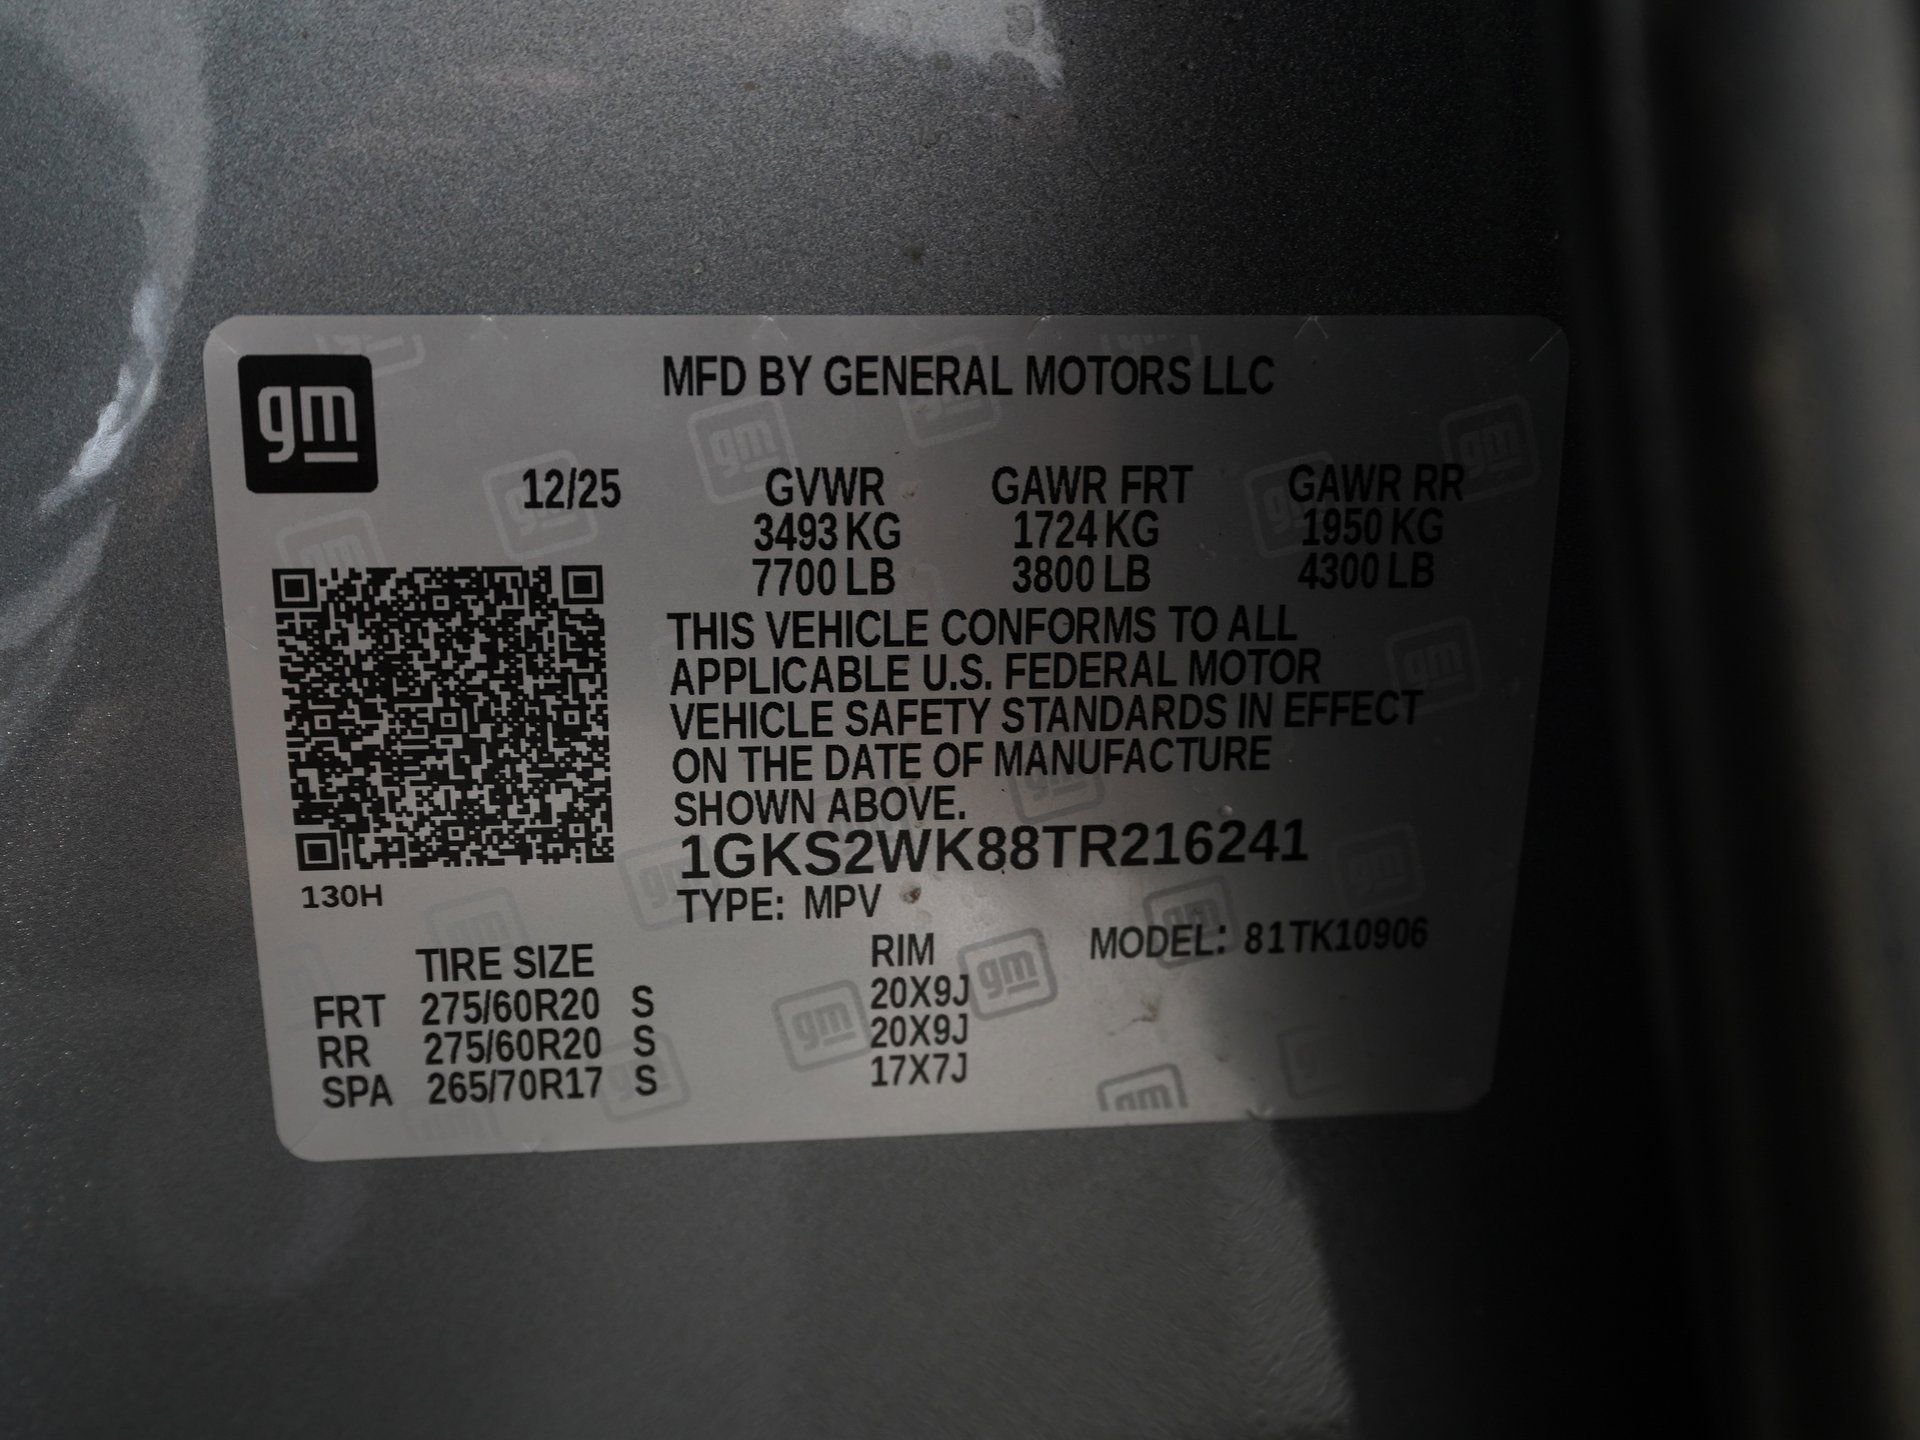 gm
MFD BY GENERAL MOTORS LLC
12/25 GVWR GAWR FRT GAWR RR
3493 KG 1724 KG 1950 KG
7700 LB 3800 LB 4300 LB
THIS VEHICLE CONFORMS TO ALL
APPLICABLE U.S. FEDERAL MOTOR
VEHICLE SAFETY STANDARDS IN EFFECT
ON THE DATE OF MANUFACTURE
SHOWN ABOVE.
1GKS2WK88TR216241
130H
TYPE: MPV
MODEL: 81TK10906
TIRE SIZE RIM
FRT 275/60R20 S 20X9J
RR 275/60R20 S 20X9J
SPA 265/70R17 S 17X7J